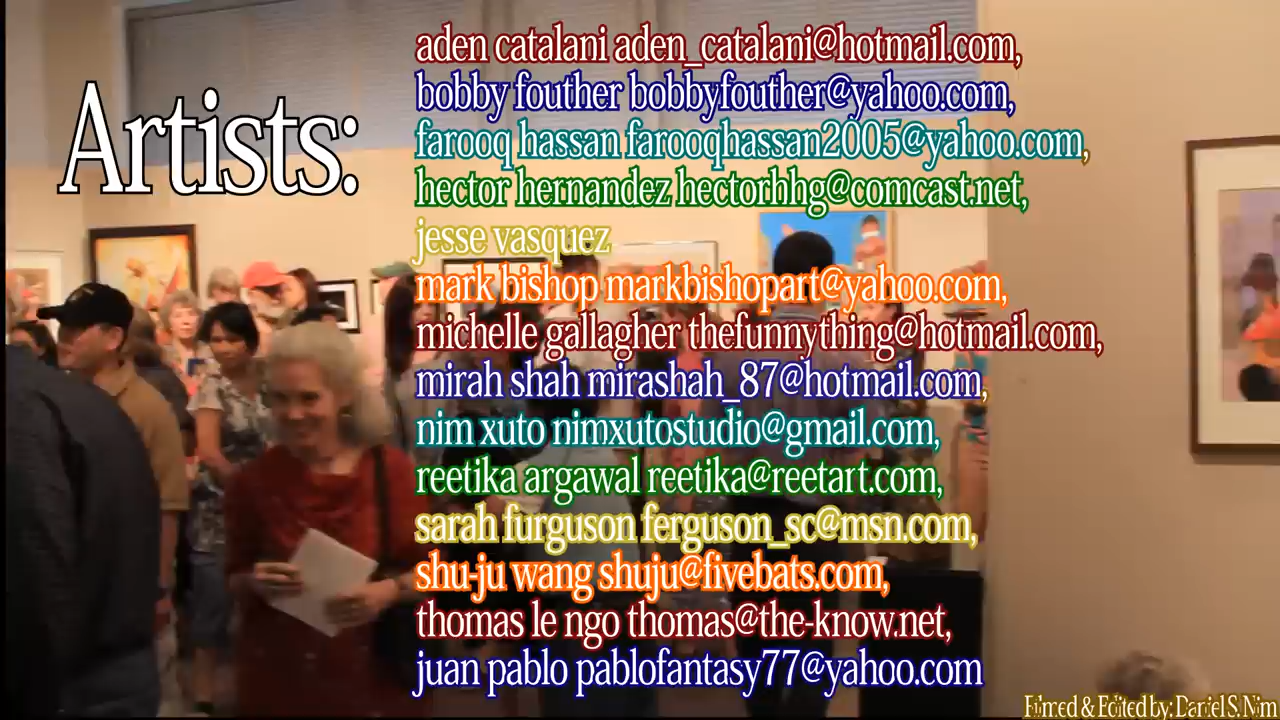 Artists:
aden catalani aden_catalani@hotmail.com,
bobby fouther bobbyfouther@yahoo.com,
farooq hassan farooqhassan2005@yahoo.com,
hector hernandez hectorhhg@comcast.net,
jesse vasquez
mark bishop markbishopart@yahoo.com,
michelle gallagher thefunnything@hotmail.com,
mirah shah mirashah_87@hotmail.com,
nim xuto nimxutostudio@gmail.com,
reetika argawal reetika@reetart.com,
sarah furguson ferguson_sc@msn.com,
shu-ju wang shuju@fivebats.com,
thomas le ngo thomas@the-know.net,
juan pablo pablofantasy77@yahoo.com
Filmed & Edited by: Daniel S. Nim